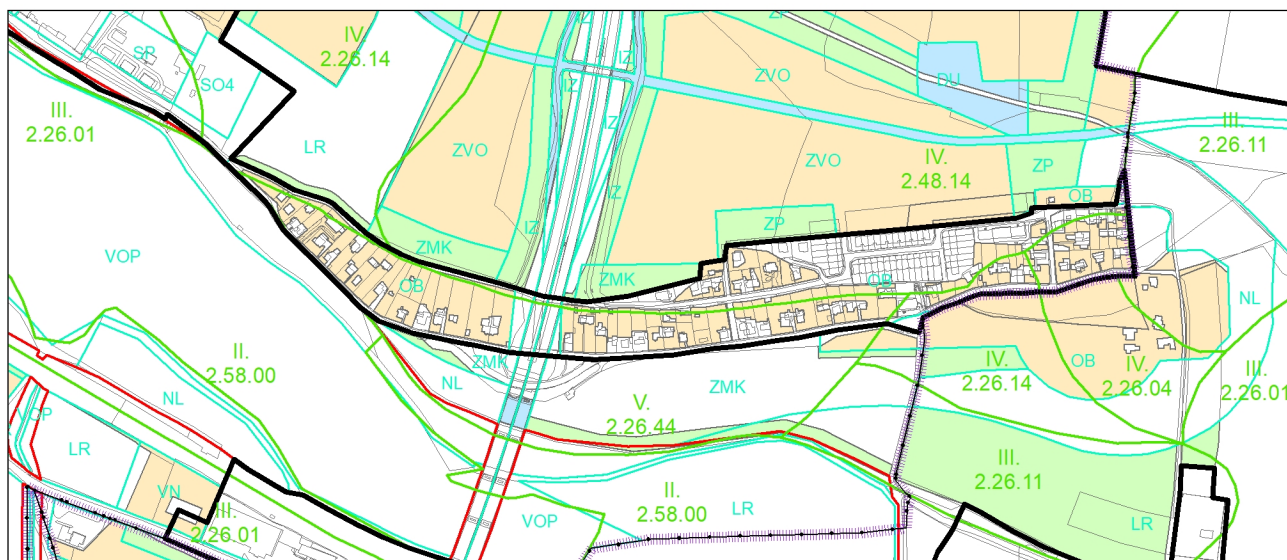 ZP
SP
IV.
2.26.14
IZ
IZ
DU
SO4
III.
2.26.01
IZ
ZVO
III.
2.26.11
LR
ZVO
ZVO
IV.
2.48.14
IZ
ZP
OB
ZP
IZ
ZMK
VOP
ZMK
OB
OB
NL
II.
2.58.00
ZMK
NL
ZMK
IV.
2.26.14
OB
IV.
2.26.04
III.
2.26.01
NL
V.
2.26.44
VOP
LR
VN
III.
2.26.01
VOP
II.
2.58.00
LR
III.
2.26.11
LR